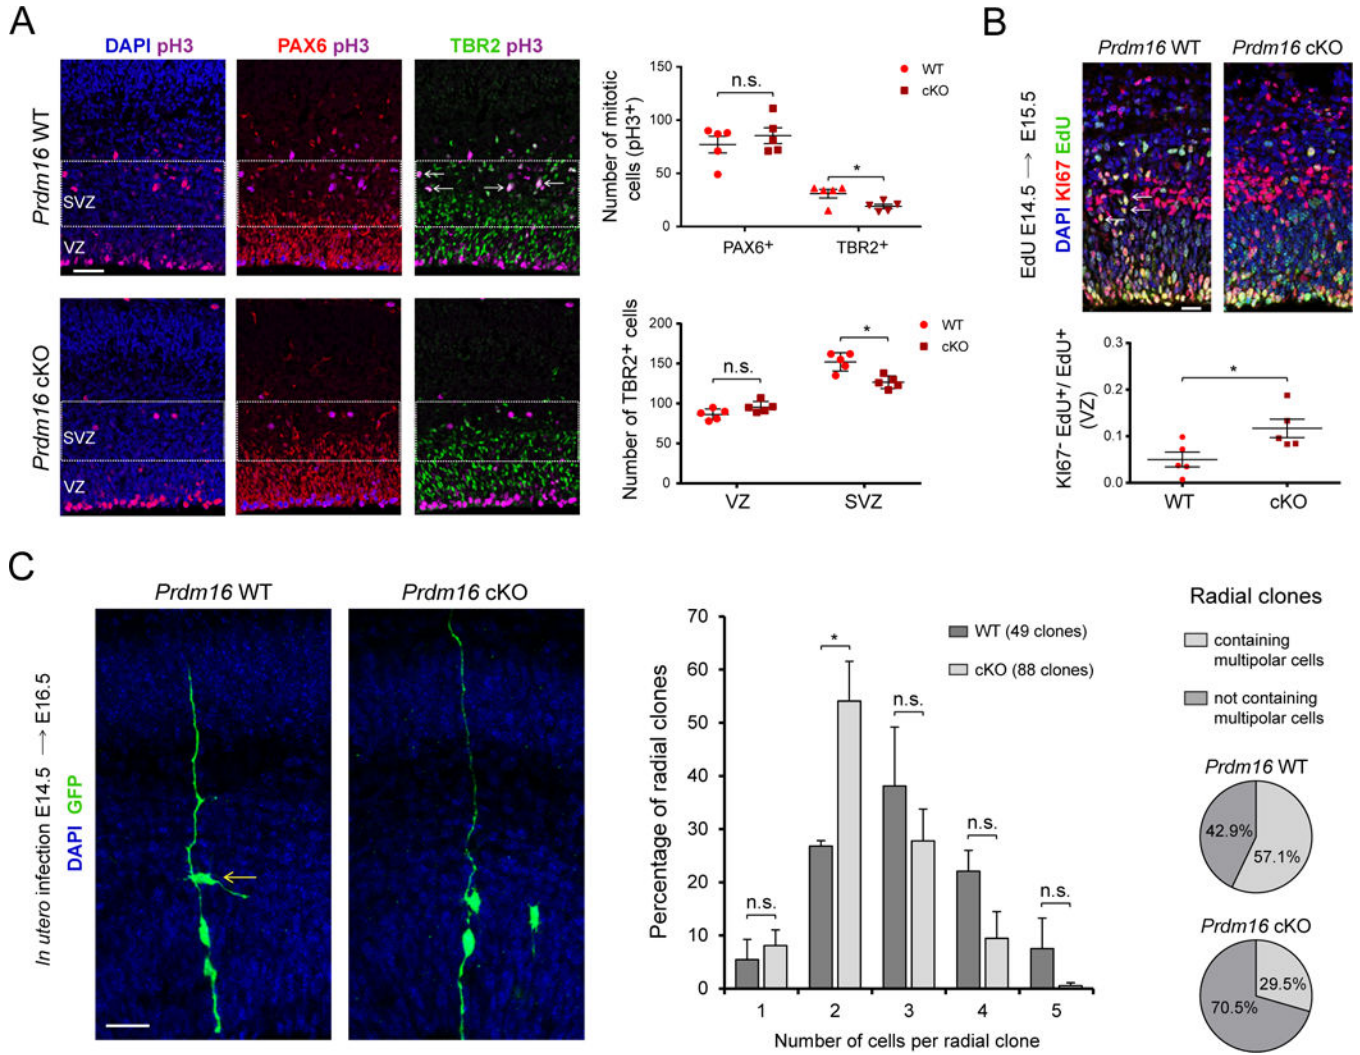 A
DAPI pH3
PAX6 pH3
TBR2 pH3
Prdm16 WT
SVZ
VZ
Prdm16 cKO
SVZ
VZ
Number of mitotic
cells (pH3+)
150
100
50
0
n.s.
*
WT
cKO
PAX6+
TBR2+
Number of TBR2+ cells
200
150
100
50
0
n.s.
*
WT
cKO
VZ
SVZ
B
Prdm16 WT
Prdm16 cKO
EdU E14.5 → E15.5
DAPI KI67 EdU
KI67- EdU+/ EdU+
(VZ)
0.3
0.2
0.1
0.0
*
WT
cKO
C
Prdm16 WT
Prdm16 cKO
In utero infection E14.5 → E16.5
DAPI GFP
Percentage of radial clones
70
60
50
40
30
20
10
0
n.s.
*
n.s.
n.s.
n.s.
WT (49 clones)
cKO (88 clones)
1
2
3
4
5
Number of cells per radial clone
Radial clones
containing
multipolar cells
not containing
multipolar cells
Prdm16 WT
42.9%
57.1%
Prdm16 cKO
29.5%
70.5%